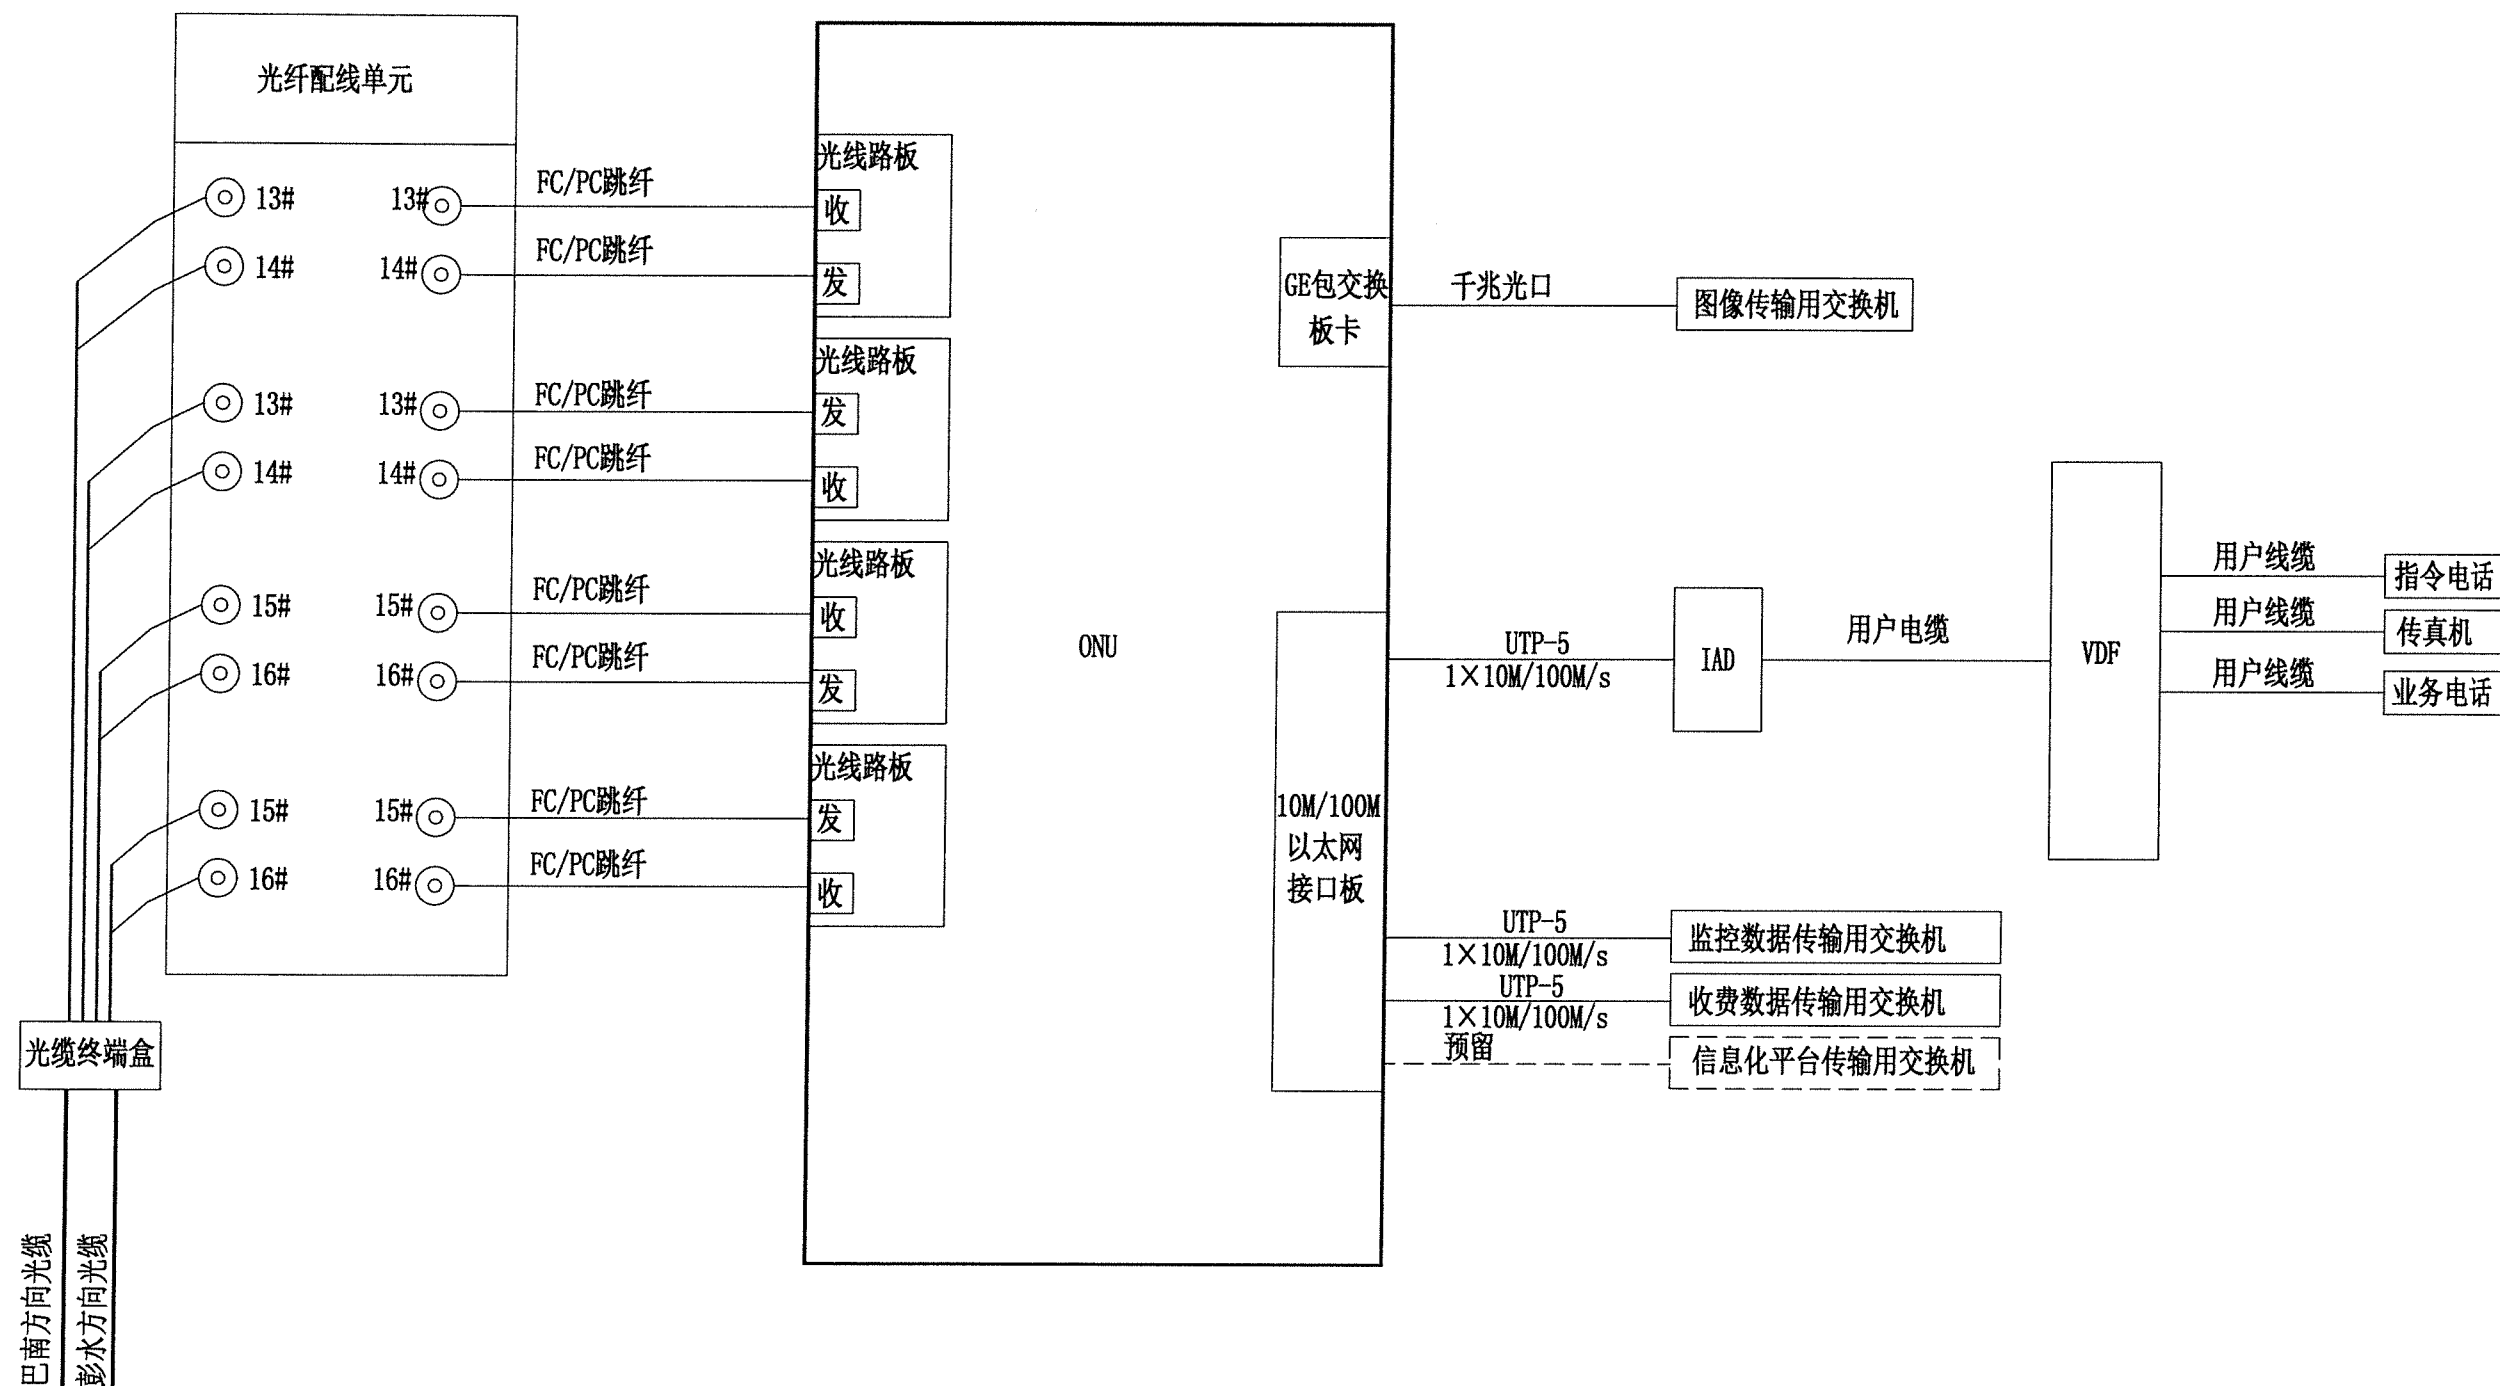 光纤配线单元
13#
13#
FC/PC跳纤
14#
14#
FC/PC跳纤
13#
13#
FC/PC跳纤
14#
14#
FC/PC跳纤
15#
15#
FC/PC跳纤
16#
16#
FC/PC跳纤
15#
15#
FC/PC跳纤
16#
16#
FC/PC跳纤
光缆终端盒
巴南方向光缆
彭水方向光缆
光线路板
收
发
光线路板
发
收
光线路板
收
发
光线路板
发
收
ONU
GE包交换
板卡
千兆光口
图像传输用交换机
10M/100M
以太网
接口板
UTP-5
1×10M/100M/s
IAD
用户电缆
VDF
用户线缆
指令电话
用户线缆
传真机
用户线缆
业务电话
UTP-5
1×10M/100M/s
监控数据传输用交换机
UTP-5
1×10M/100M/s
收费数据传输用交换机
预留
信息化平台传输用交换机